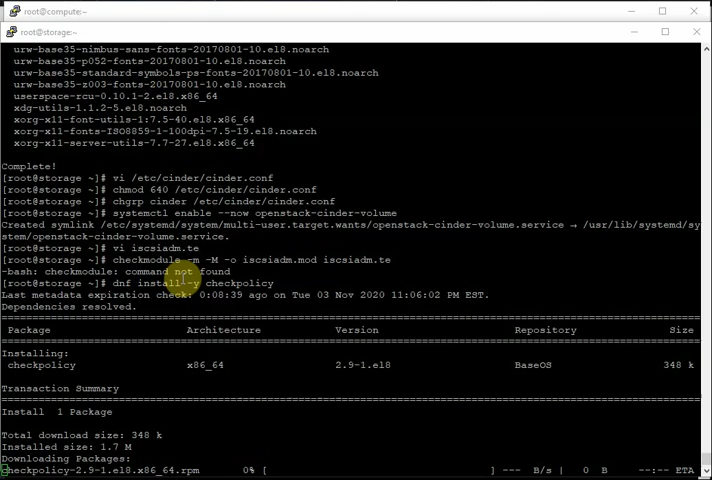 root@compute:~
root@storage:~
urw-base35-nimbus-sans-fonts-20170801-10.el8.noarch
urw-base35-p052-fonts-20170801-10.el8.noarch
urw-base35-standard-symbols-ps-fonts-20170801-10.el8.noarch
urw-base35-z003-fonts-20170801-10.el8.noarch
userspace-rcu-0.10.1-2.el8.x86_64
xdg-utils-1.1.2-5.el8.noarch
xorg-x11-font-utils-1:7.5-40.el8.x86_64
xorg-x11-fonts-ISO8859-1-100dpi-7.5-19.el8.noarch
xorg-x11-server-utils-7.7-27.el8.x86_64
Complete!
[root@storage ~]# vi /etc/cinder/cinder.conf
[root@storage ~]# chmod 640 /etc/cinder/cinder.conf
[root@storage ~]# chgrp cinder /etc/cinder/cinder.conf
[root@storage ~]# systemctl enable --now openstack-cinder-volume
Created symlink /etc/systemd/system/multi-user.target.wants/openstack-cinder-volume.service → /usr/lib/systemd/sy
stem/openstack-cinder-volume.service.
[root@storage ~]# vi iscsiadm.te
[root@storage ~]# checkmodule -m -M -o iscsiadm.mod iscsiadm.te
-bash: checkmodule: command not found
[root@storage ~]# dnf install -y checkpolicy
Last metadata expiration check: 0:08:39 ago on Tue 03 Nov 2020 11:06:02 PM EST.
Dependencies resolved.
Package Architecture Version Repository Size
Installing:
checkpolicy x86_64 2.9-1.el8 BaseOS 348 k
Transaction Summary
Install 1 Package
Total download size: 348 k
Installed size: 1.7 M
Downloading Packages:
checkpolicy-2.9-1.el8.x86_64.rpm 0% [ ] --- B/s | 0 B --:-- ETA